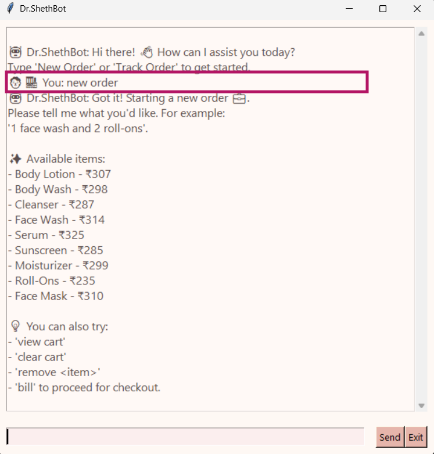 Dr.ShethBot
🤖 Dr.ShethBot: Hi there! 👋 How can I assist you today?
Type 'New Order' or 'Track Order' to get started.
You: new order
🤖 Dr.ShethBot: Got it! Starting a new order.
Please tell me what you'd like. For example:
'1 face wash and 2 roll-ons'.
✨ Available items:
- Body Lotion - ₹307
- Body Wash - ₹298
- Cleanser - ₹287
- Face Wash - ₹314
- Serum - ₹325
- Sunscreen - ₹285
- Moisturizer - ₹299
- Roll-Ons - ₹235
- Face Mask - ₹310
💡 You can also try:
- 'view cart'
- 'clear cart'
- 'remove <item>'
- 'bill' to proceed for checkout.
Send Exit